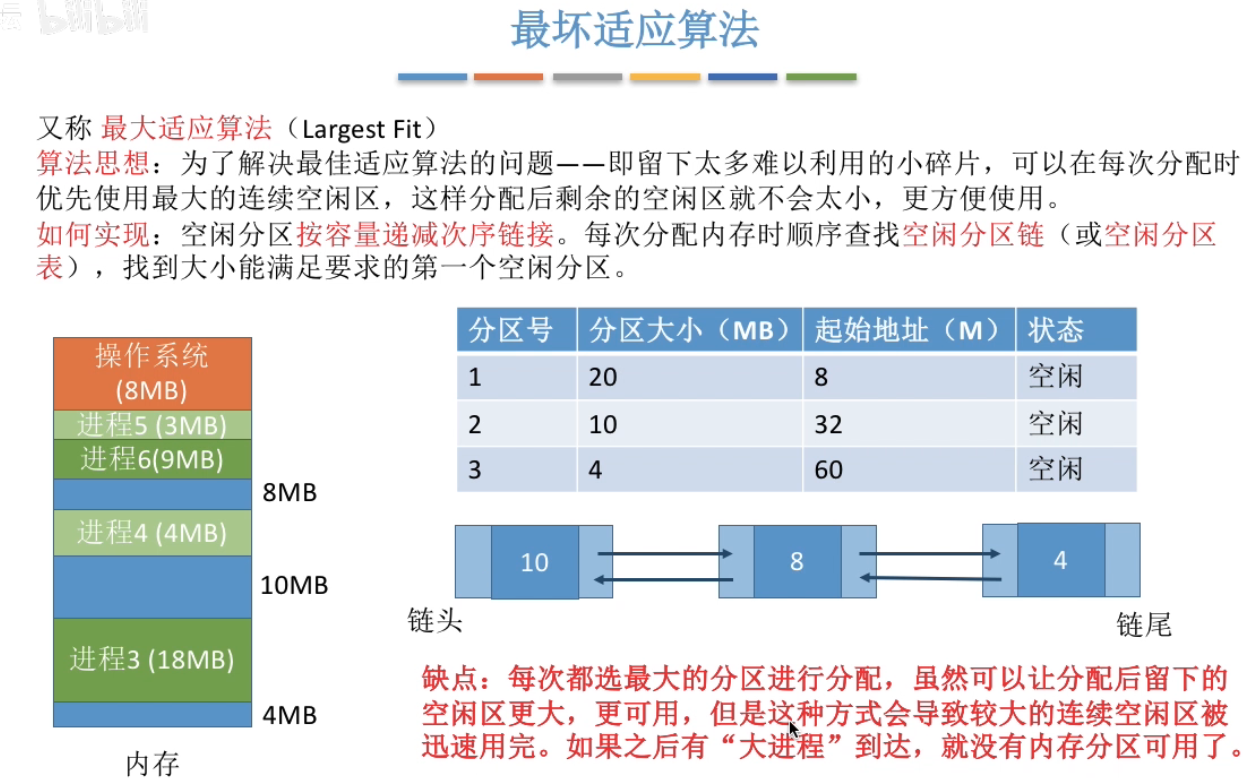 bilibili
最坏适应算法
又称 最大适应算法（Largest Fit）
算法思想：为了解决最佳适应算法的问题——即留下太多难以利用的小碎片，可以在每次分配时
优先使用最大的连续空闲区，这样分配后剩余的空闲区就不会太小，更方便使用。
如何实现：空闲分区按容量递减次序链接。每次分配内存时顺序查找空闲分区链（或空闲分区
表），找到大小能满足要求的第一个空闲分区。
操作系统
(8MB)
进程5 (3MB)
进程6(9MB)
8MB
进程4 (4MB)
10MB
进程3 (18MB)
4MB
内存
分区号 分区大小（MB） 起始地址（M） 状态
1 20 8 空闲
2 10 32 空闲
3 4 60 空闲
10 8 4
链头 链尾
缺点：每次都选最大的分区进行分配，虽然可以让分配后留下的
空闲区更大，更可用，但是这种方式会导致较大的连续空闲区被
迅速用完。如果之后有“大进程”到达，就没有内存分区可用了。